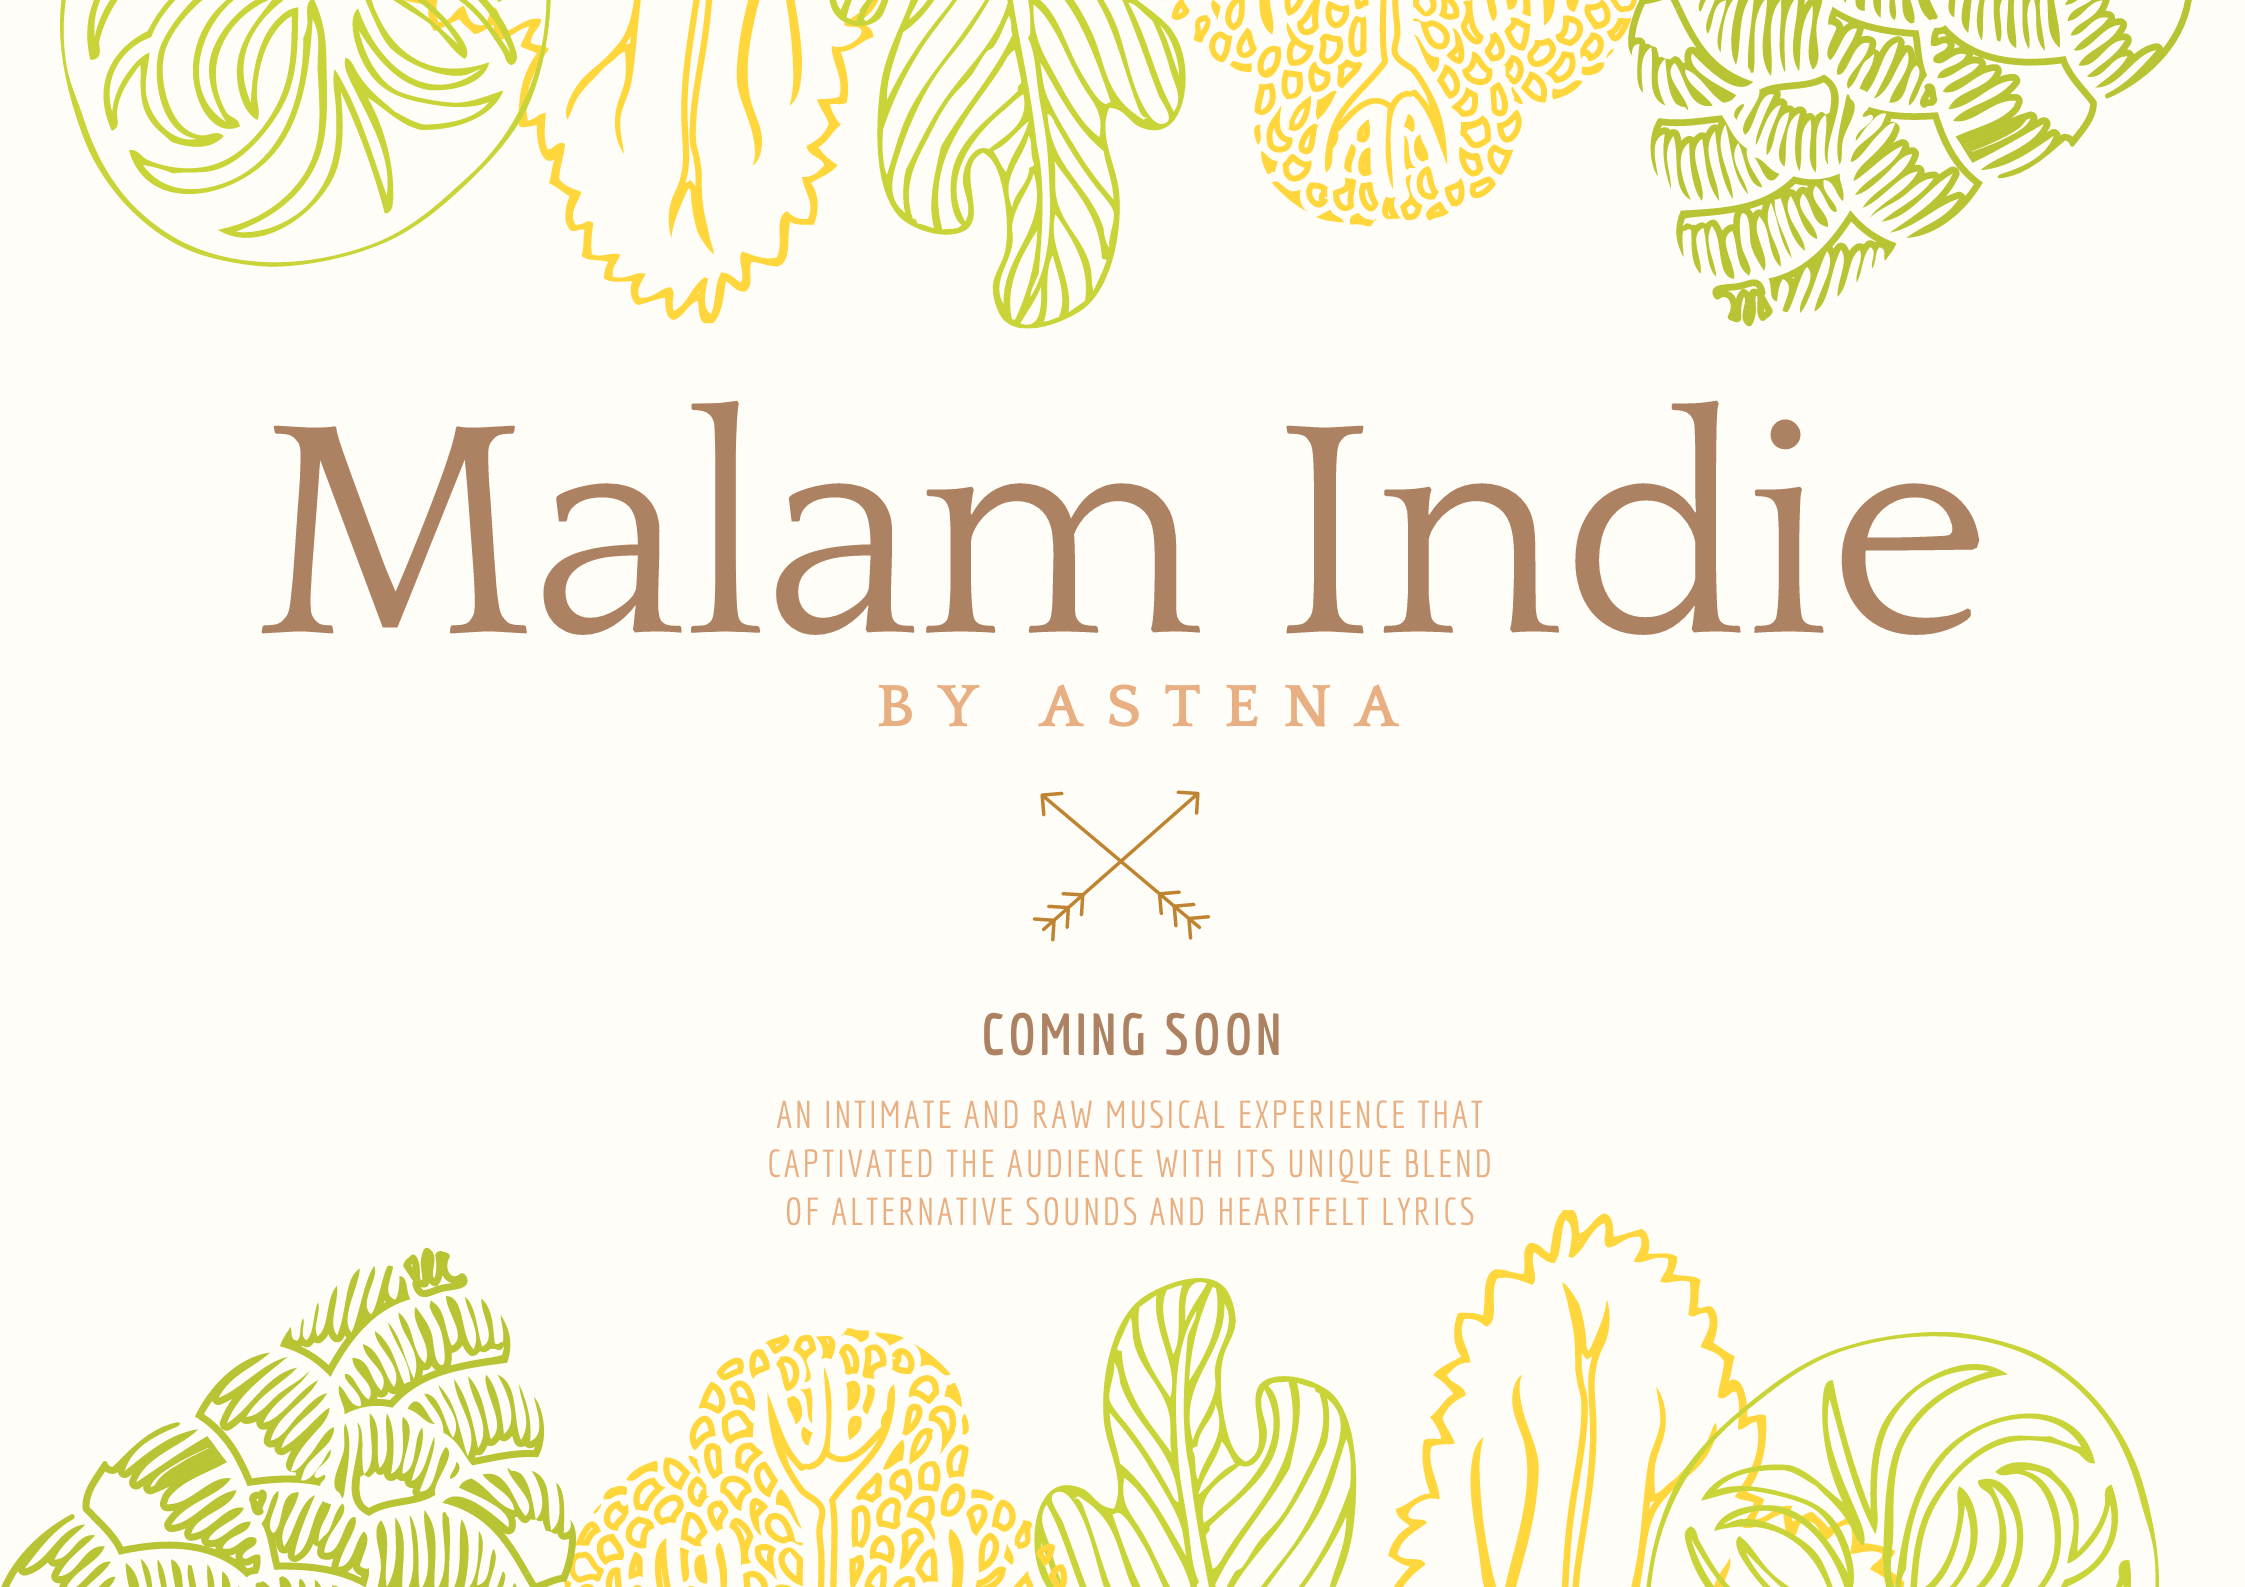 Malam Indie
BY ASTENA
COMING SOON
AN INTIMATE AND RAW MUSICAL EXPERIENCE THAT
CAPTIVATED THE AUDIENCE WITH ITS UNIQUE BLEND
OF ALTERNATIVE SOUNDS AND HEARTFELT LYRICS